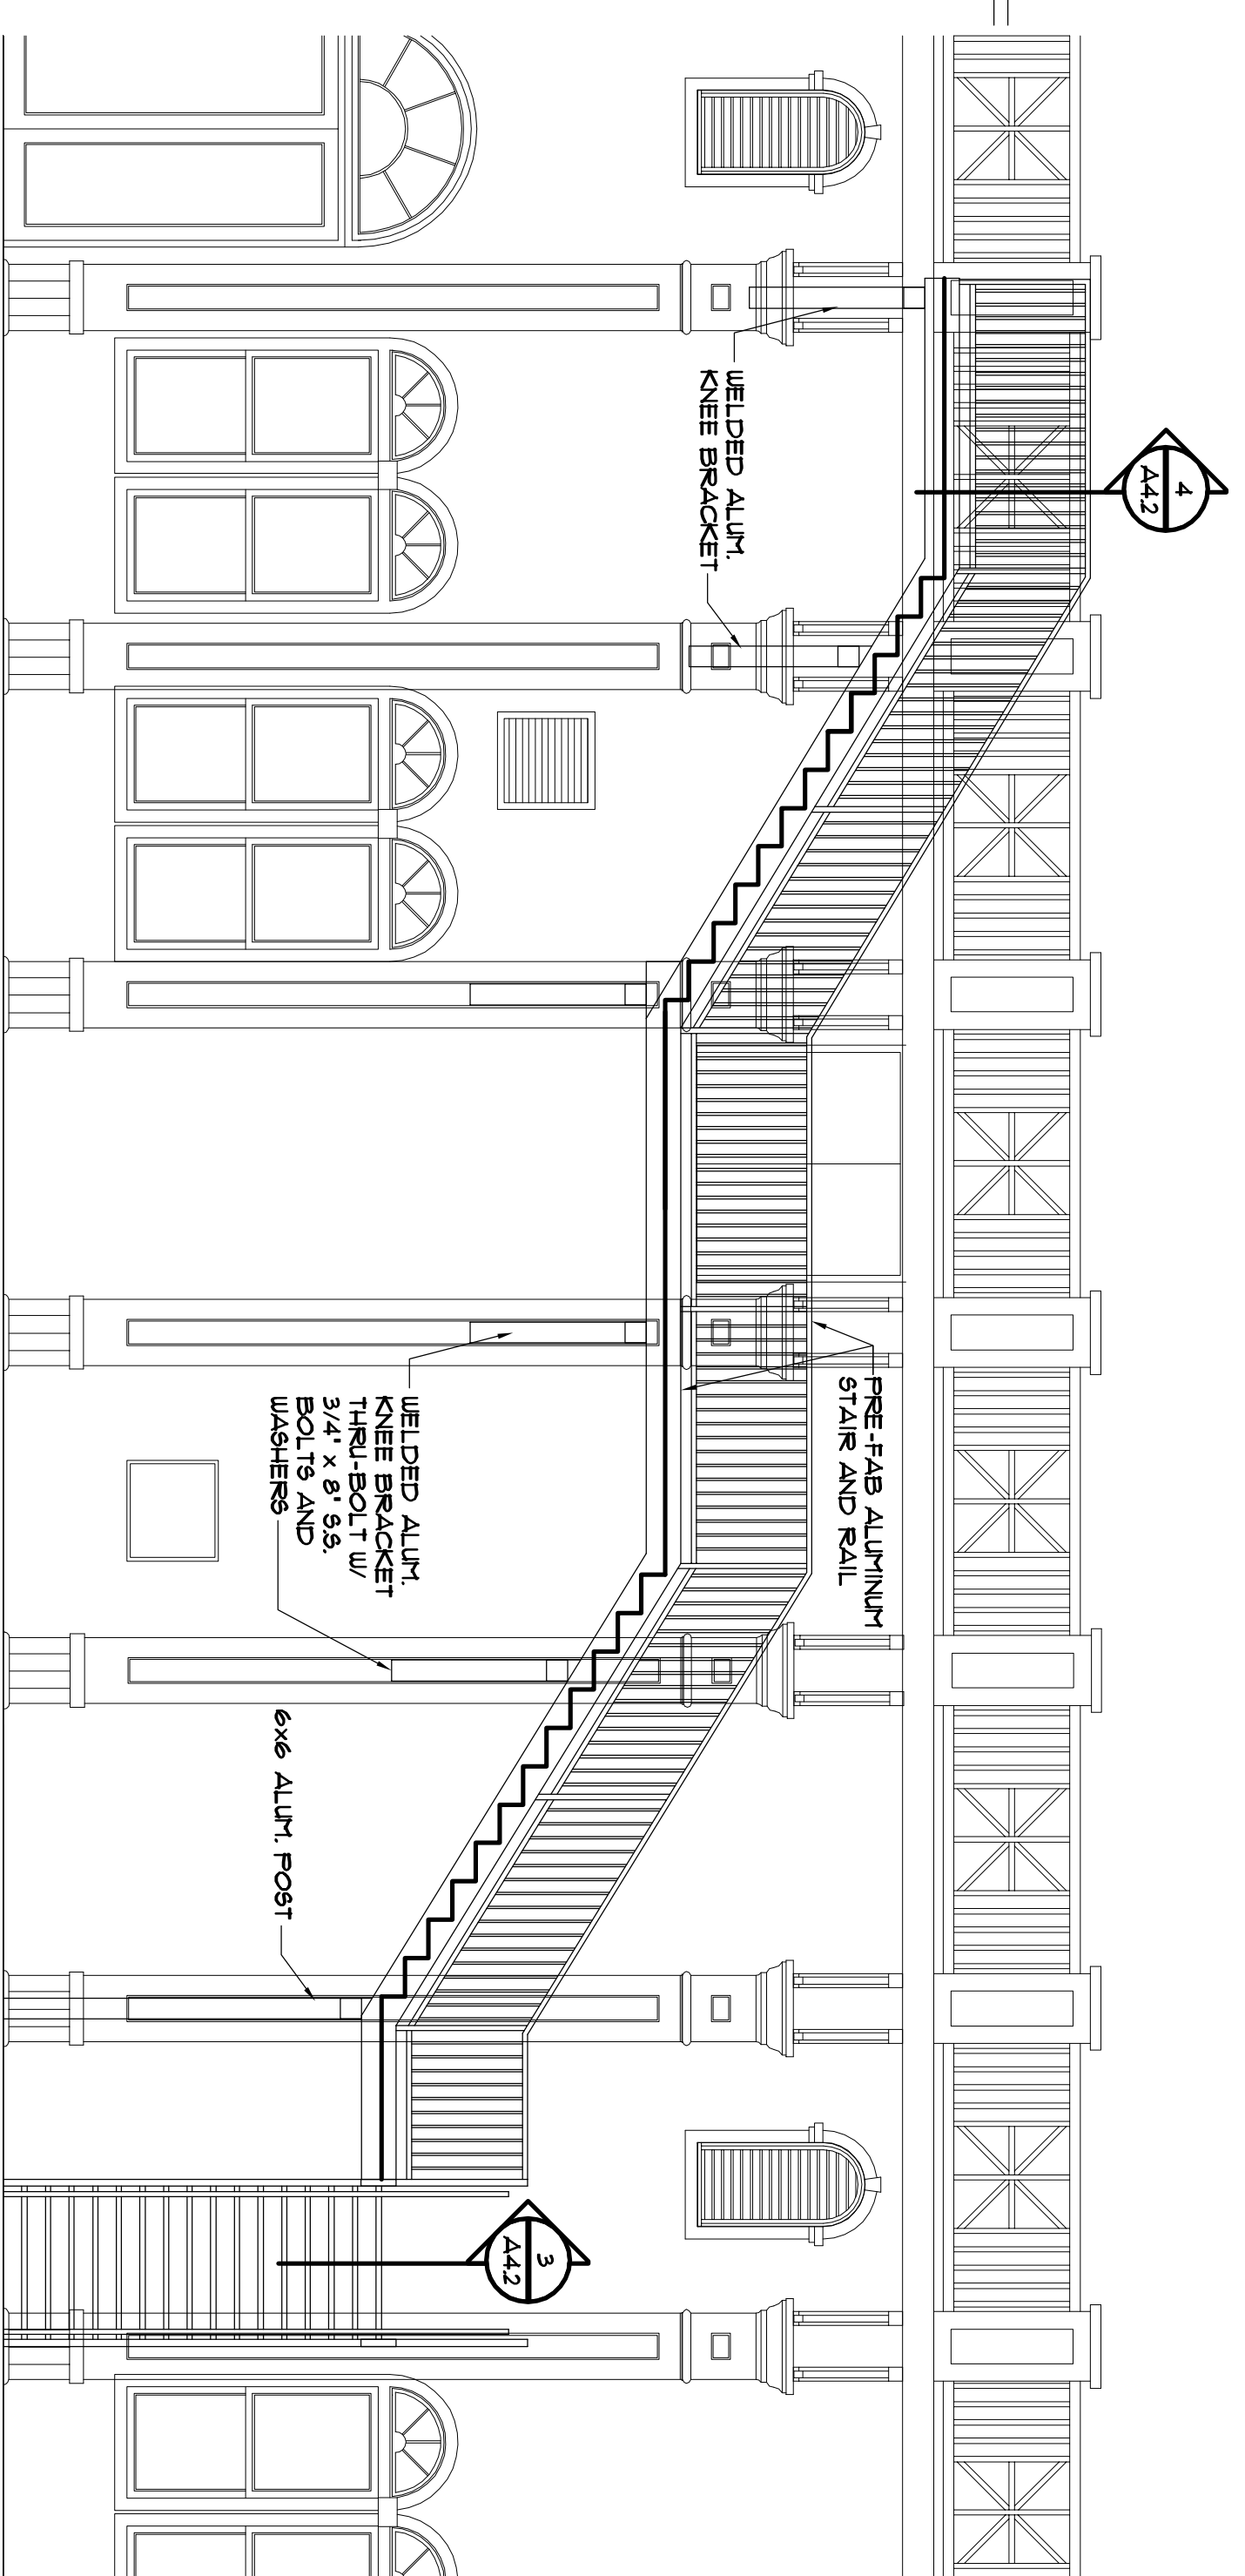 4
A4.2
WELDED ALUM.
KNEE BRACKET
PRE-FAB ALUMINUM
STAIR AND RAIL
WELDED ALUM.
KNEE BRACKET
THRU-BOLT W/
3/4" x 8" S.S.
BOLTS AND
WASHERS
6x6 ALUM. POST
3
A4.2